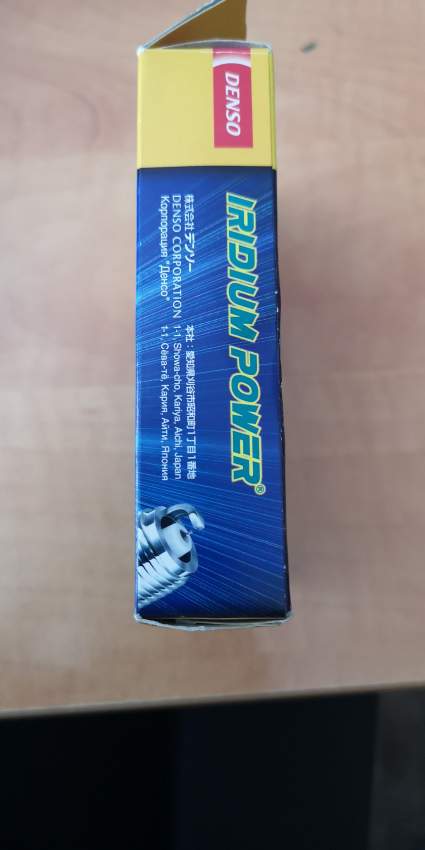 DENSO
IRIDIUM POWER®
株式会社 デンソー 本社：愛知県刈谷市昭和町1丁目1番地
DENSO CORPORATION 1-1, Showa-cho, Kariya, Aichi, Japan
Корпорация "Денсо" 1-1, Сёва-тё, Кария, Айти, Япония